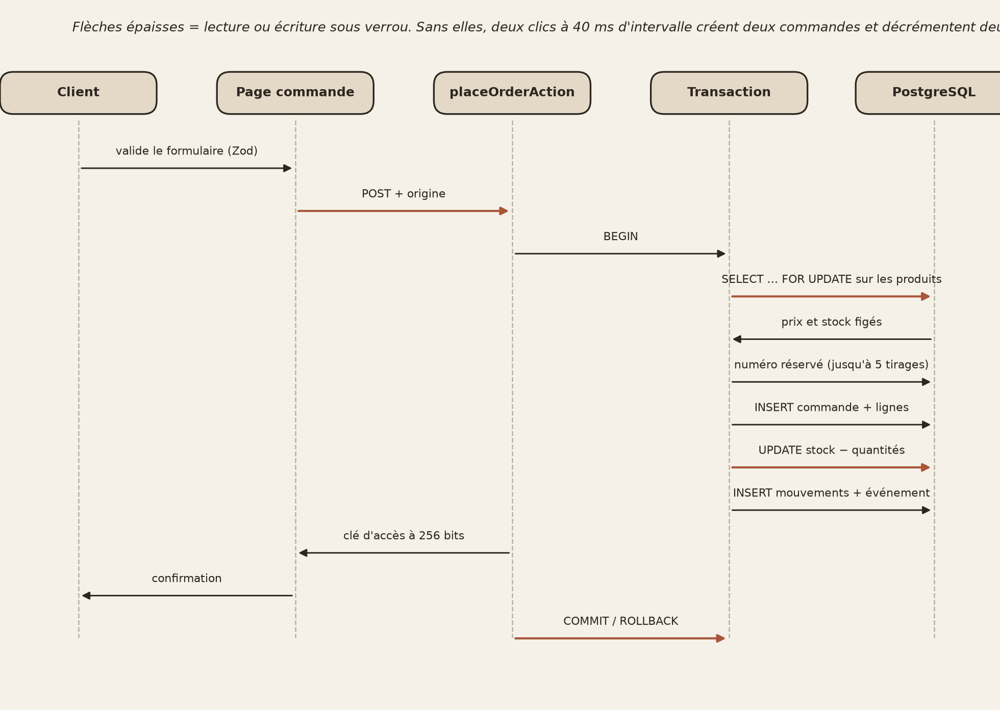 Flèches épaisses = lecture ou écriture sous verrou. Sans elles, deux clics à 40 ms d'intervalle créent deux commandes et décrémentent
Client
Page commande
placeOrderAction
Transaction
PostgreSQL
valide le formulaire (Zod)
POST + origine
BEGIN
SELECT … FOR UPDATE sur les produits
prix et stock figés
numéro réservé (jusqu'à 5 tirages)
INSERT commande + lignes
UPDATE stock − quantités
INSERT mouvements + événement
clé d'accès à 256 bits
confirmation
COMMIT / ROLLBACK